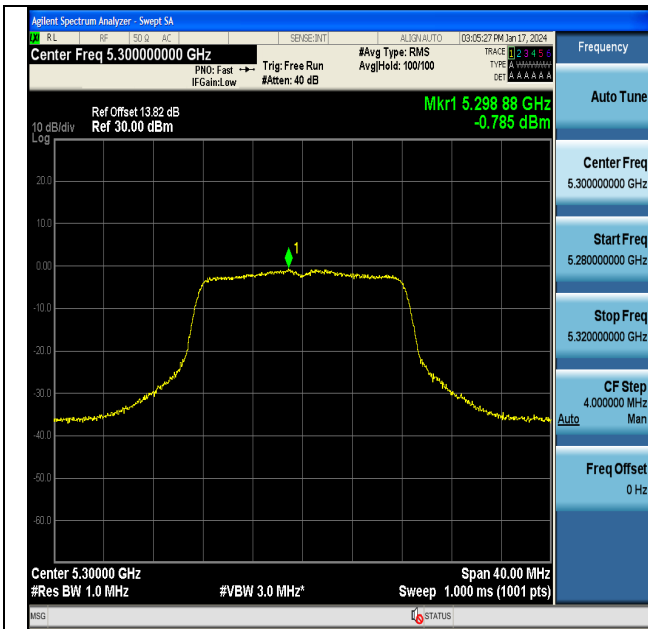 Agilent Spectrum Analyzer - Swept SA
LXI RL RF 50 Ω AC SENSE:INT ALIGN AUTO 03:05:27 PM Jan 17, 2024
Center Freq 5.300000000 GHz
PNO: Fast
IFGain:Low
Trig: Free Run
#Atten: 40 dB
#Avg Type: RMS
Avg|Hold: 100/100
TRACE 1 2 3 4 5 6
TYPE A
DET A A A A A A
Mkr1 5.298 88 GHz
-0.785 dBm
Ref Offset 13.82 dB
10 dB/div Ref 30.00 dBm
Log
20.0
10.0
0.00
-10.0
-20.0
-30.0
-40.0
-50.0
-60.0
1
Center 5.30000 GHz Span 40.00 MHz
#Res BW 1.0 MHz #VBW 3.0 MHz* Sweep 1.000 ms (1001 pts)
MSG STATUS
Frequency
Auto Tune
Center Freq
5.300000000 GHz
Start Freq
5.280000000 GHz
Stop Freq
5.320000000 GHz
CF Step
4.000000 MHz
Auto Man
Freq Offset
0 Hz